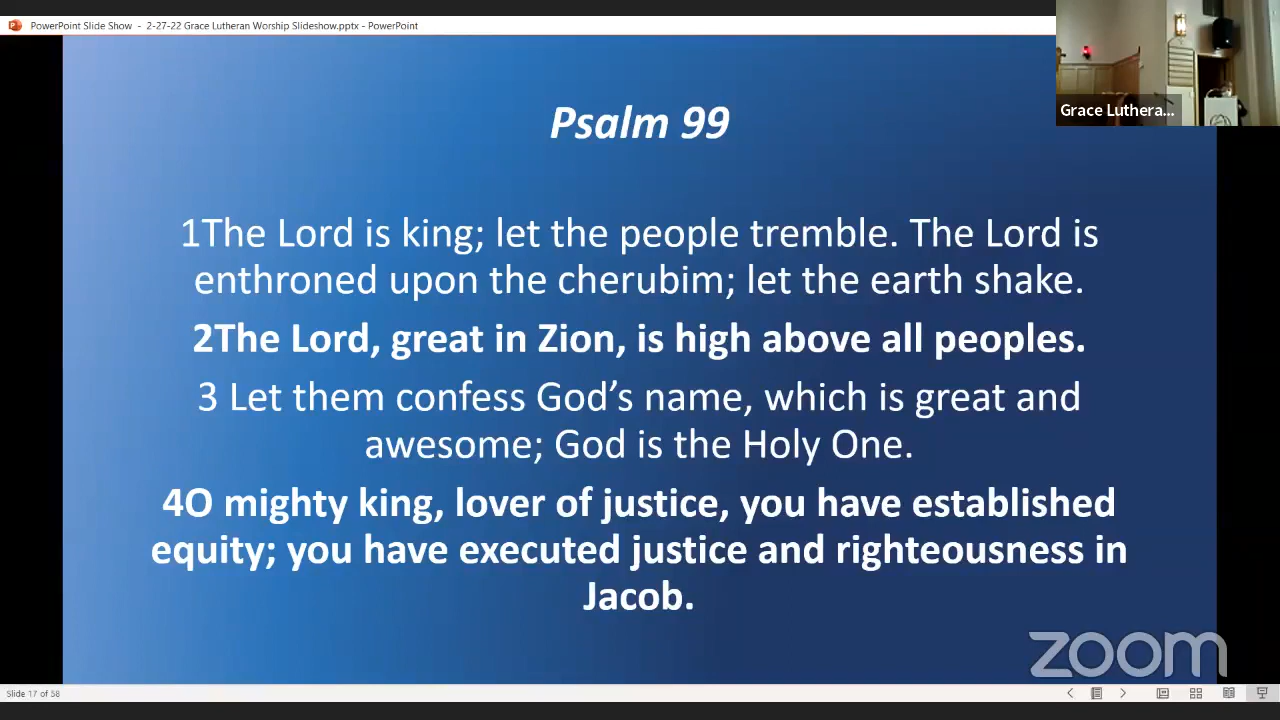 PowerPoint Slide Show - 2-27-22 Grace Lutheran Worship Slideshow.pptx - PowerPoint
Grace Luthera...
Psalm 99
1The Lord is king; let the people tremble. The Lord is
enthroned upon the cherubim; let the earth shake.
2The Lord, great in Zion, is high above all peoples.
3 Let them confess God’s name, which is great and
awesome; God is the Holy One.
4O mighty king, lover of justice, you have established
equity; you have executed justice and righteousness in
Jacob.
zoom
Slide 17 of 58